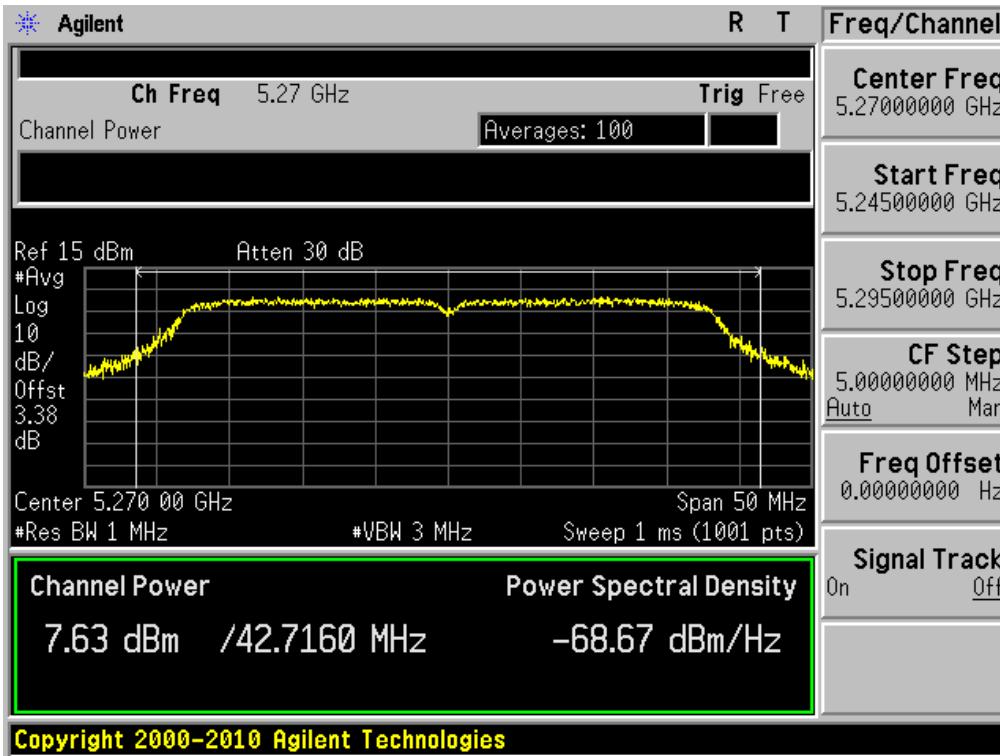 Agilent R T
Freq/Channel
Ch Freq 5.27 GHz Trig Free
Channel Power Averages: 100
Ref 15 dBm Atten 30 dB
#Avg
Log
10
dB/
Offst
3.38
dB
Center 5.270 00 GHz Span 50 MHz
#Res BW 1 MHz #VBW 3 MHz Sweep 1 ms (1001 pts)
Channel Power Power Spectral Density
7.63 dBm /42.7160 MHz -68.67 dBm/Hz
Center Freq
5.27000000 GHz
Start Freq
5.24500000 GHz
Stop Freq
5.29500000 GHz
CF Step
5.00000000 MHz
Auto Man
Freq Offset
0.00000000 Hz
Signal Track
On Off
Copyright 2000-2010 Agilent Technologies